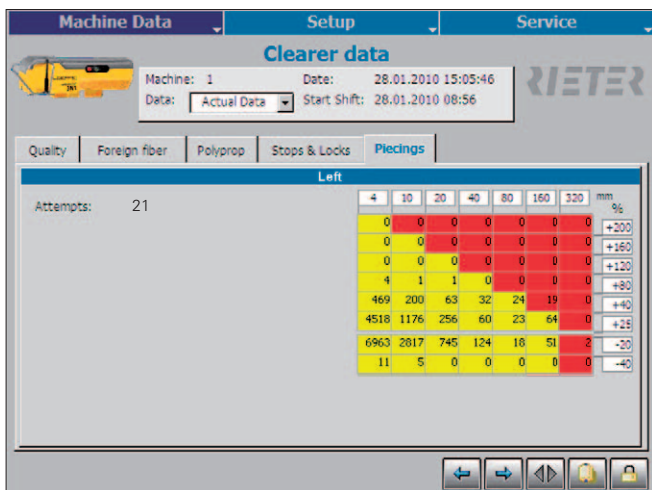 Machine Data Setup Service
Clearer data
RIETER
Machine: 1 Date: 28.01.2010 15:05:46
Data: Actual Data Start Shift: 28.01.2010 08:56
Quality Foreign fiber Polyprop Stops & Locks Piecings
Left
Attempts: 21
4 10 20 40 80 160 320 mm
%
0 0 0 0 0 0 0 +200
0 0 0 0 0 0 0 +160
0 0 0 0 0 0 0 +120
4 1 1 0 0 0 0 +80
469 200 63 32 24 19 0 +40
4518 1176 256 60 23 64 0 +25
6963 2817 745 124 18 51 2 -20
11 5 0 0 0 0 0 -40